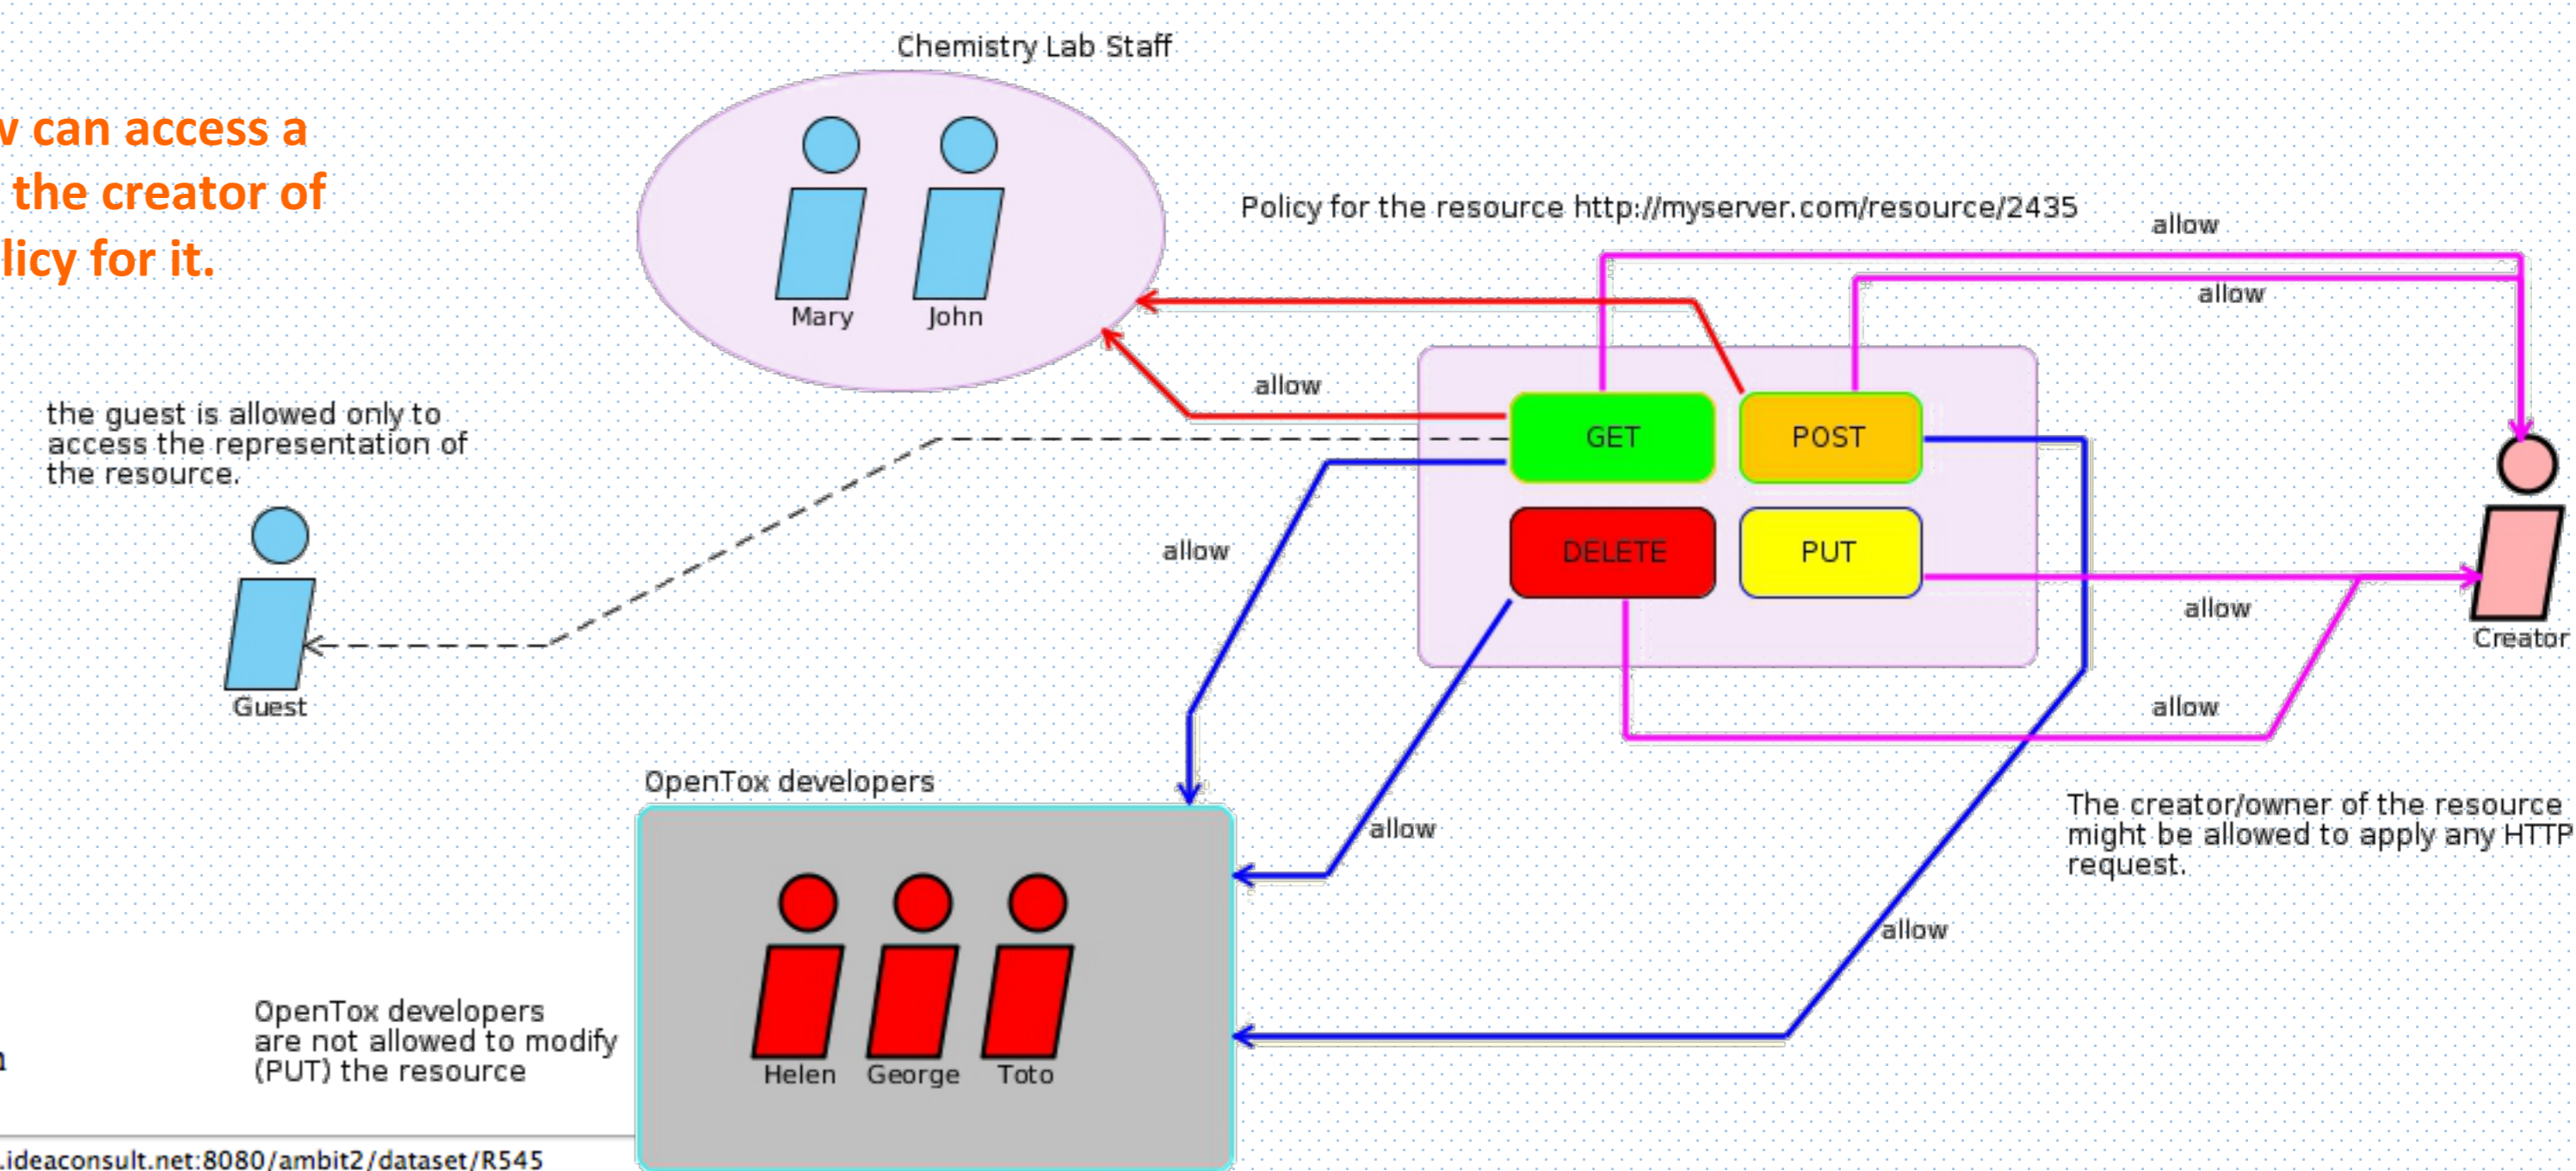 Chemistry Lab Staff
w can access a
the creator of
licy for it.
Mary
John
Policy for the resource http://myserver.com/resource/2435
allow
allow
allow
the guest is allowed only to
access the representation of
the resource.
Guest
GET
POST
DELETE
PUT
allow
allow
Creator
allow
OpenTox developers
allow
The creator/owner of the resource
might be allowed to apply any HTTP
request.
allow
Helen
George
Toto
OpenTox developers
are not allowed to modify
(PUT) the resource
.ideaconsult.net:8080/ambit2/dataset/R545